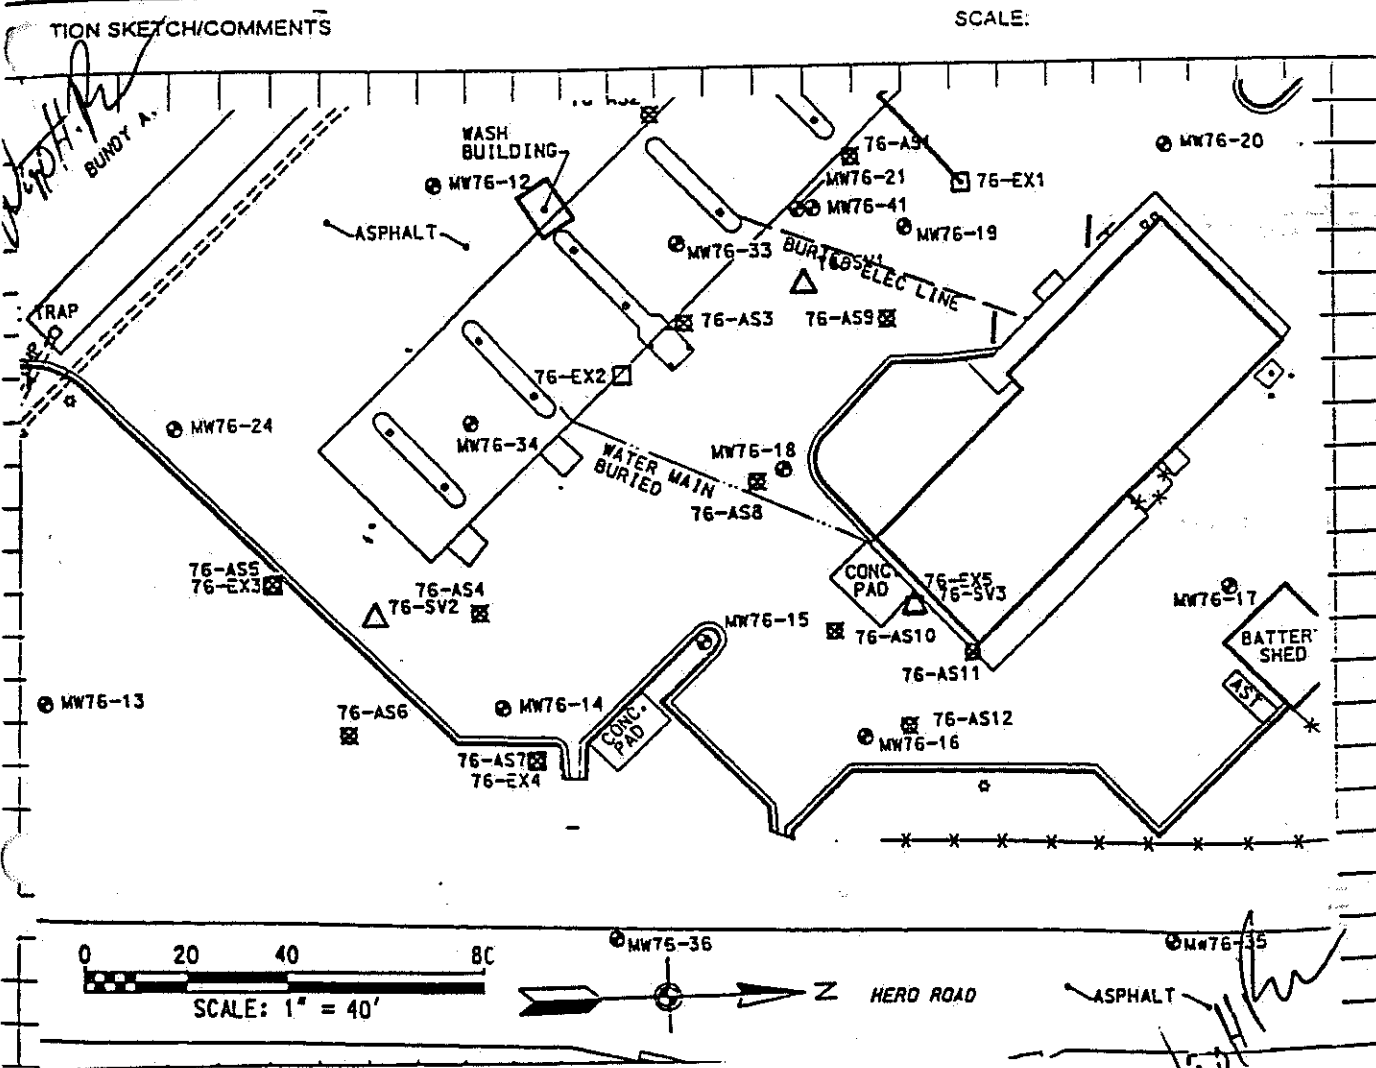 TION SKETCH/COMMENTS
SCALE:
BUNDY A.
WASH
BUILDING
76-AS1
MW76-20
MW76-12
MW76-21
76-EX1
MW76-41
ASPHALT
MW76-19
MW76-33
BURIED ELEC LINE
TRAP
76-AS3
76-AS9
76-EX2
MW76-24
MW76-34
MW76-18
WATER MAIN
BURIED
76-AS8
76-AS5
76-EX3
76-AS4
76-SV2
CONC.
PAD
76-EX5
76-SV3
MW76-17
MW76-15
76-AS10
BATTER
SHED
76-AS11
AST
MW76-13
MW76-14
76-AS6
CONC.
PAD
76-AS12
MW76-16
76-AS7
76-EX4
MW76-36
MW76-35
0 20 40 80
SCALE: 1" = 40'
N
HERO ROAD
ASPHALT